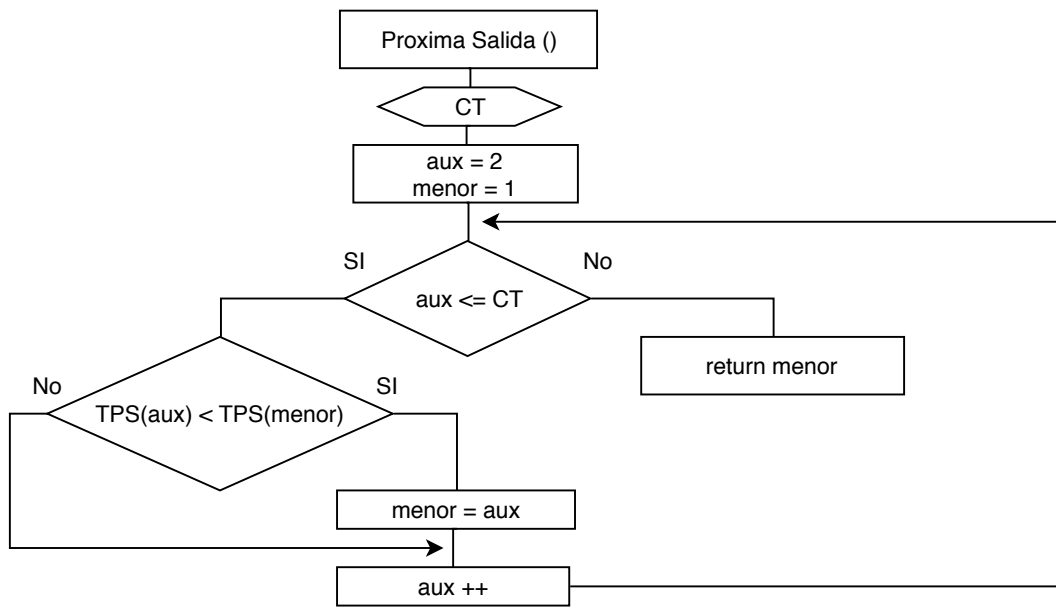 Proxima Salida ()
CT
aux = 2
menor = 1
SI
No
aux <= CT
return menor
No
SI
TPS(aux) < TPS(menor)
menor = aux
aux ++